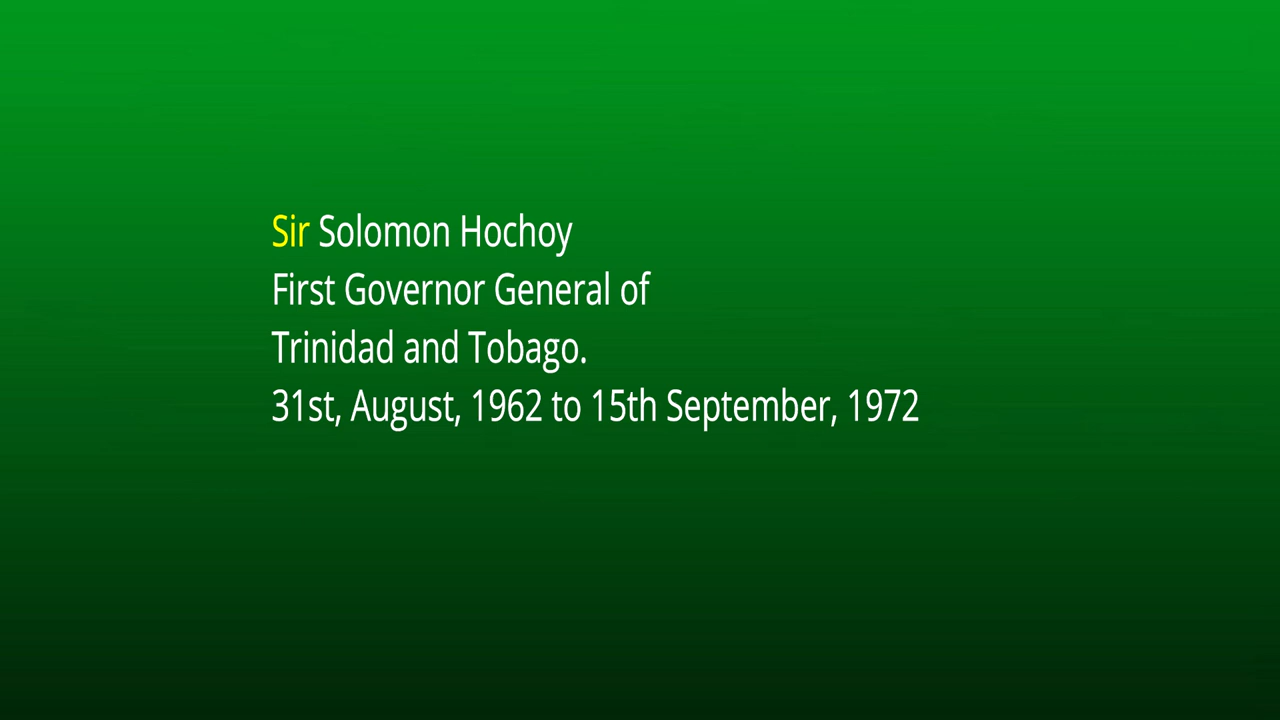 Sir Solomon Hochoy
First Governor General of
Trinidad and Tobago.
31st, August, 1962 to 15th September, 1972